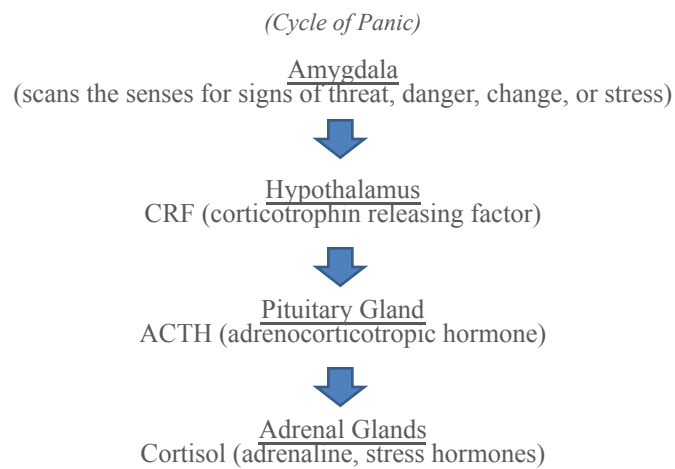 (Cycle of Panic)
Amygdala
(scans the senses for signs of threat, danger, change, or stress)
Hypothalamus
CRF (corticotrophin releasing factor)
Pituitary Gland
ACTH (adrenocorticotropic hormone)
Adrenal Glands
Cortisol (adrenaline, stress hormones)